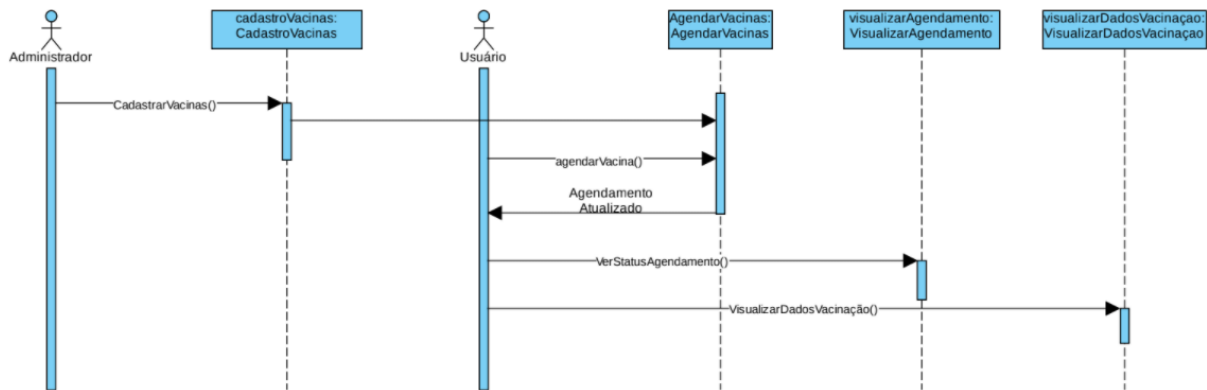 cadastroVacinas:
CadastroVacinas
AgendarVacinas:
AgendarVacinas
visualizarAgendamento:
VisualizarAgendamento
visualizarDadosVacinaçao:
VisualizarDadosVacinaçao
Administrador
Usuário
CadastrarVacinas()
agendarVacina()
Agendamento
Atualizado
VerStatusAgendamento()
VisualizarDadosVacinação()